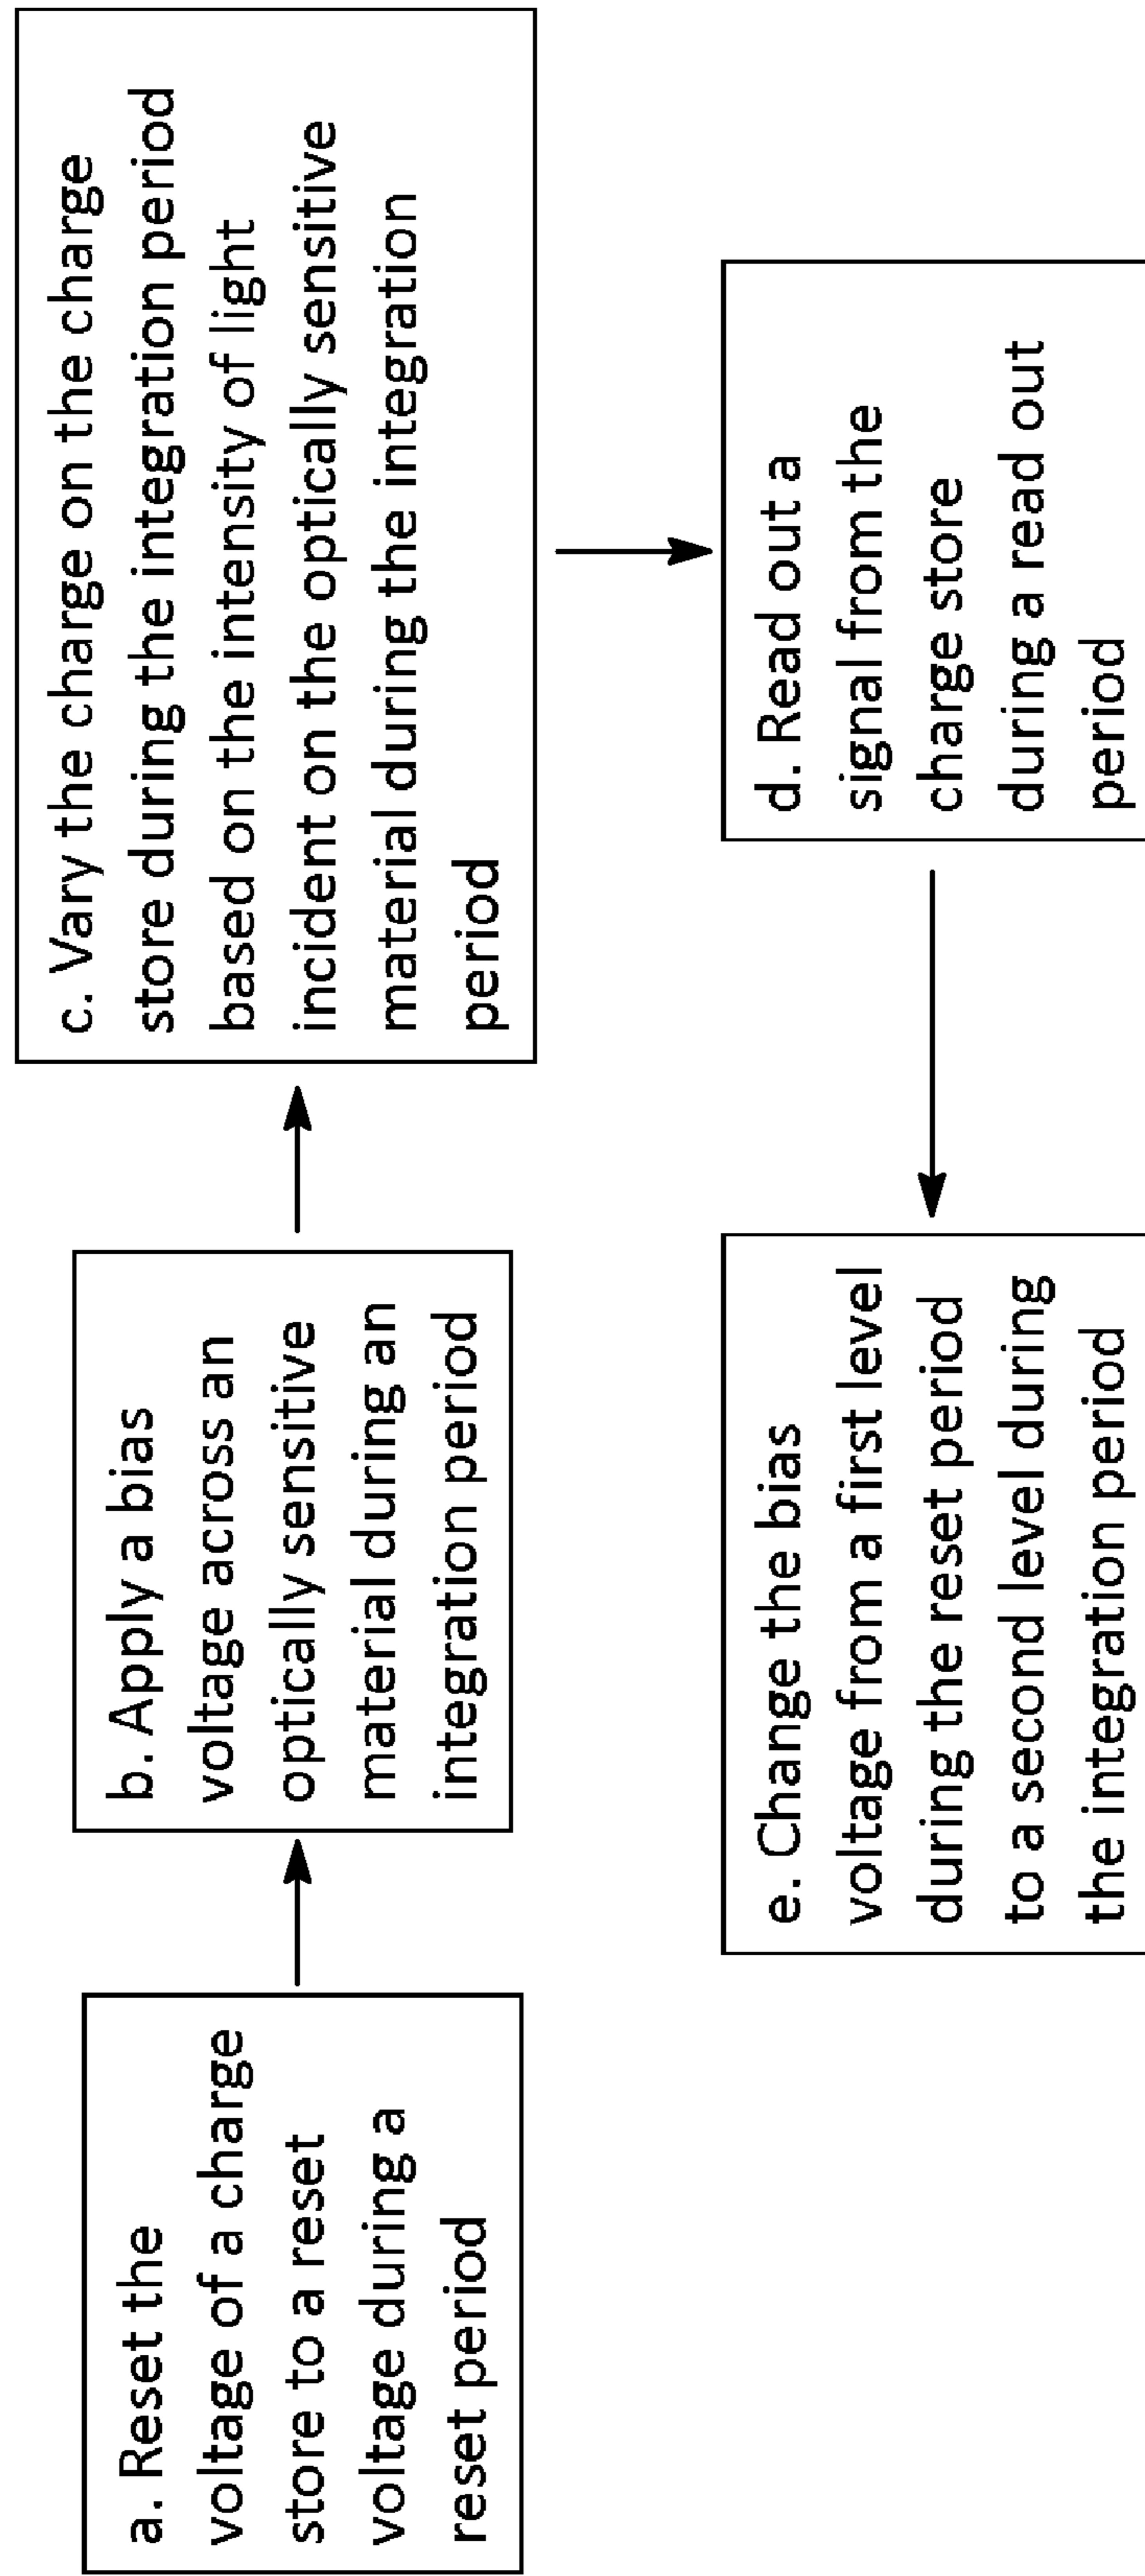 a. Reset the
voltage of a charge
store to a reset
voltage during a
reset period
b. Apply a bias
voltage across an
optically sensitive
material during an
integration period
c. Vary the charge on the charge
store during the integration period
based on the intensity of light
incident on the optically sensitive
material during the integration
period
d. Read out a
signal from the
charge store
during a read out
period
e. Change the bias
voltage from a first level
during the reset period
to a second level during
the integration period